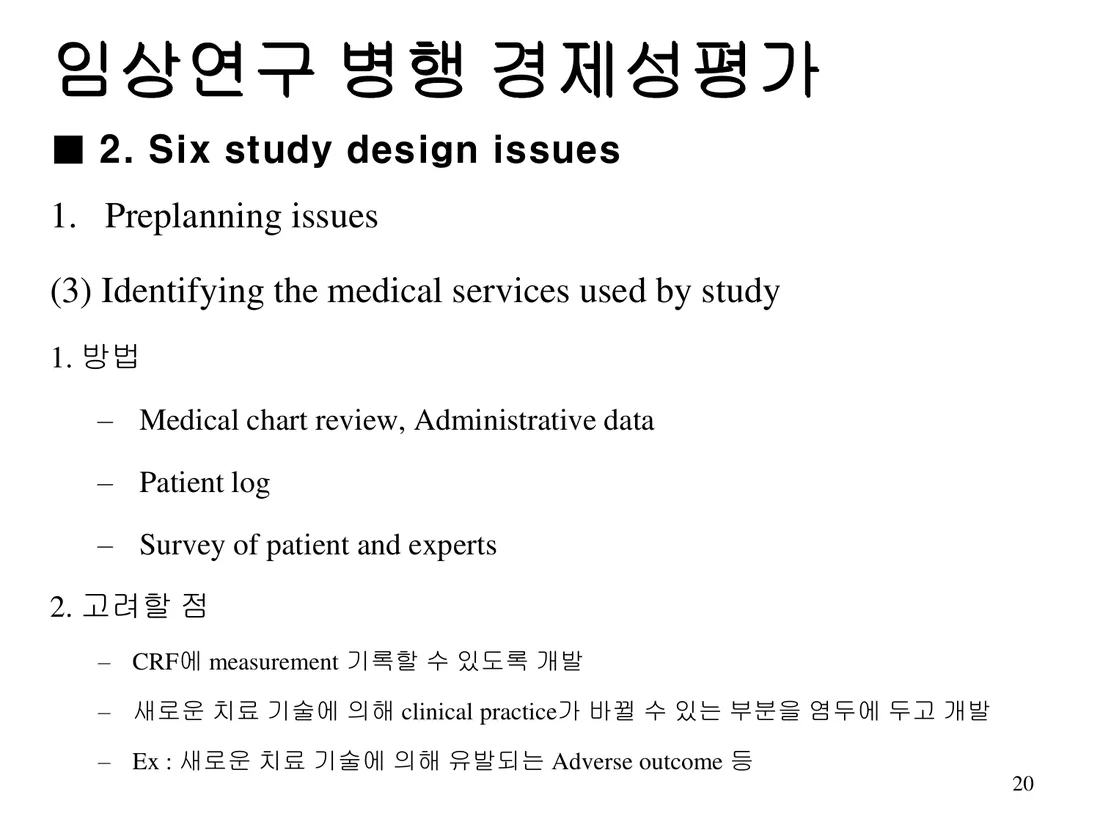 임상연구 병행 경제성평가
■ 2. Six study design issues
1. Preplanning issues
(3) Identifying the medical services used by study
1. 방법
– Medical chart review, Administrative data
– Patient log
– Survey of patient and experts
2. 고려할 점
– CRF에 measurement 기록할 수 있도록 개발
– 새로운 치료 기술에 의해 clinical practice가 바뀔 수 있는 부분을 염두에 두고 개발
– Ex : 새로운 치료 기술에 의해 유발되는 Adverse outcome 등
20